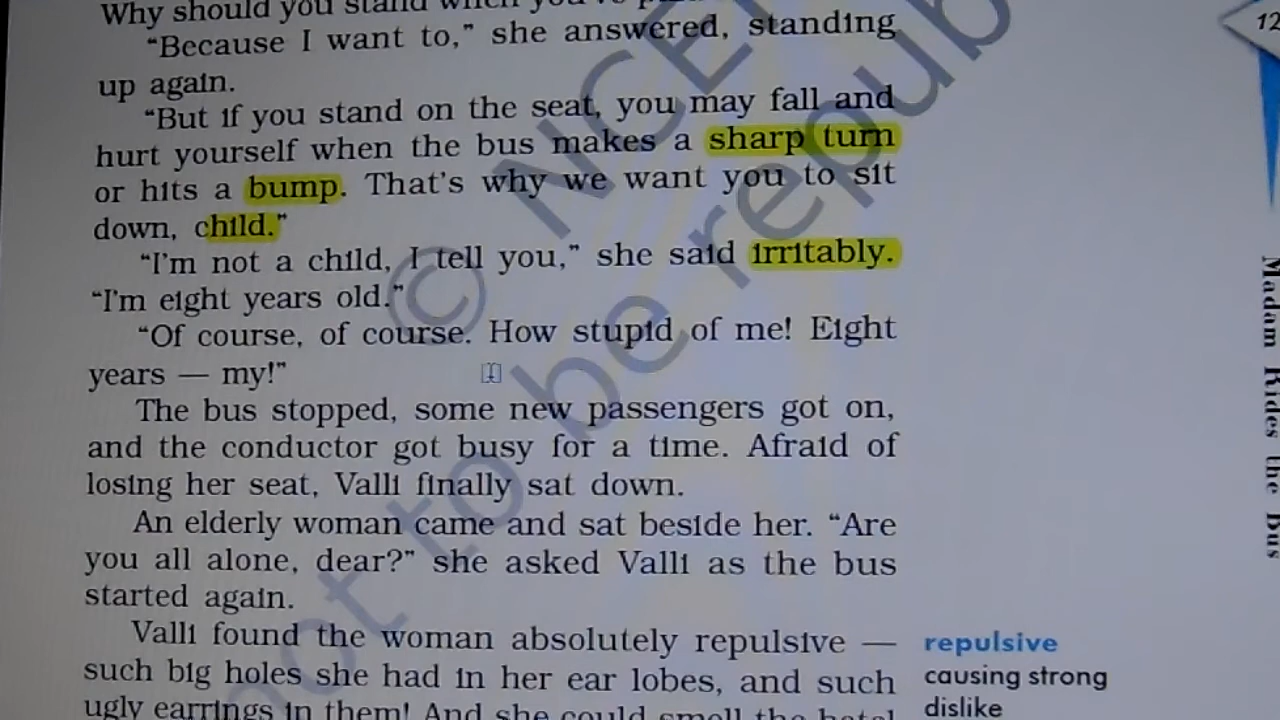 Why should you stand when you've
"Because I want to," she answered, standing
up again.
"But if you stand on the seat, you may fall and
hurt yourself when the bus makes a sharp turn
or hits a bump. That's why we want you to sit
down, child."
"I'm not a child, I tell you," she said irritably.
"I'm eight years old."
"Of course, of course. How stupid of me! Eight
years — my!"
The bus stopped, some new passengers got on,
and the conductor got busy for a time. Afraid of
losing her seat, Valli finally sat down.
An elderly woman came and sat beside her. "Are
you all alone, dear?" she asked Valli as the bus
started again.
Valli found the woman absolutely repulsive —
such big holes she had in her ear lobes, and such
ugly earrings in them! And she could smell the betel
repulsive
causing strong
dislike
12
Madam Rides the Bus
© NCE
not to be repub